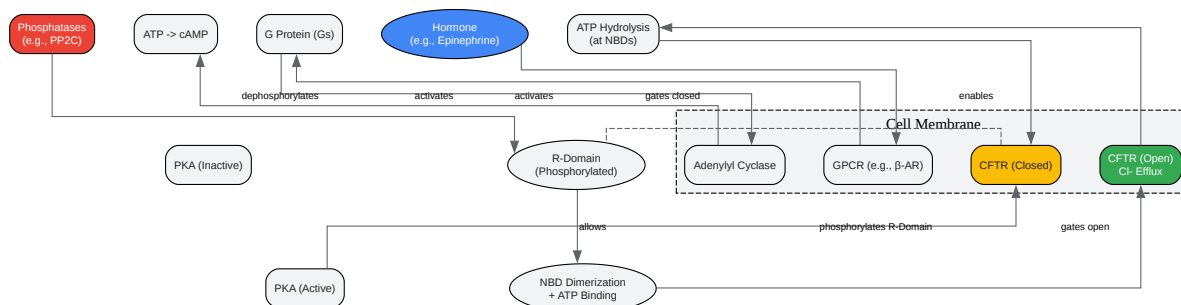 Phosphatases
(e.g., PP2C)
ATP -> cAMP
G Protein (Gs)
Hormone
(e.g., Epinephrine)
ATP Hydrolysis
(at NBDs)
dephosphorylates
activates
activates
gates closed
enables
Cell Membrane
PKA (Inactive)
R-Domain
(Phosphorylated)
Adenylyl Cyclase
GPCR (e.g., β-AR)
CFTR (Closed)
CFTR (Open)
Cl- Efflux
allows
phosphorylates R-Domain
gates open
PKA (Active)
NBD Dimerization
+ ATP Binding